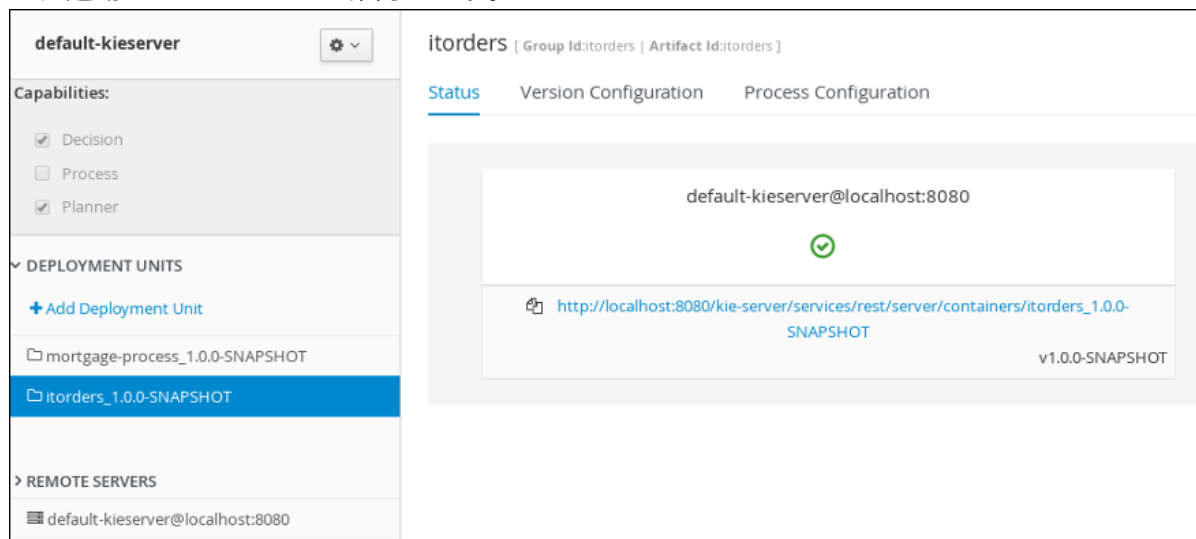 default-kieserver
Capabilities:
Decision
Process
Planner
DEPLOYMENT UNITS
+ Add Deployment Unit
mortgage-process_1.0.0-SNAPSHOT
itorders_1.0.0-SNAPSHOT
REMOTE SERVERS
default-kieserver@localhost:8080
itorders [ Group Id:itorders | Artifact Id:itorders ]
Status Version Configuration Process Configuration
default-kieserver@localhost:8080
http://localhost:8080/kie-server/services/rest/server/containers/itorders_1.0.0-
SNAPSHOT
v1.0.0-SNAPSHOT